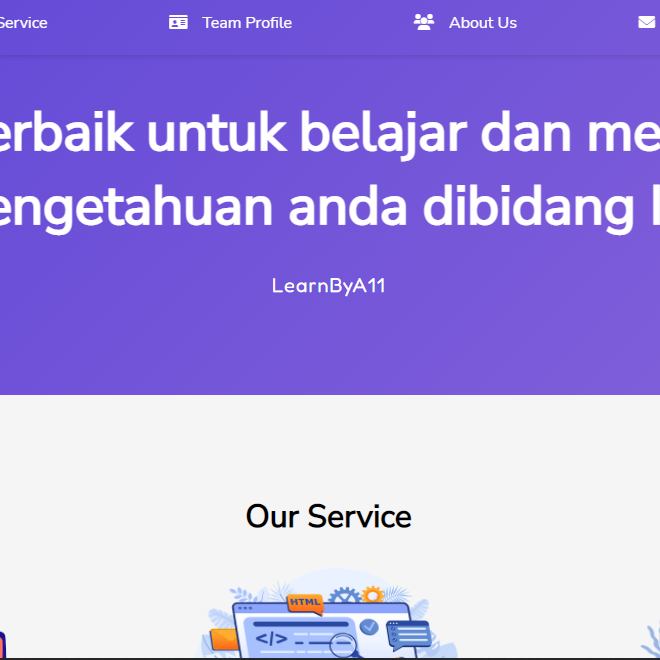 Service Team Profile About Us
erbaik untuk belajar dan me
engetahuan anda dibidang
LearnByA11
Our Service
HTML
</>